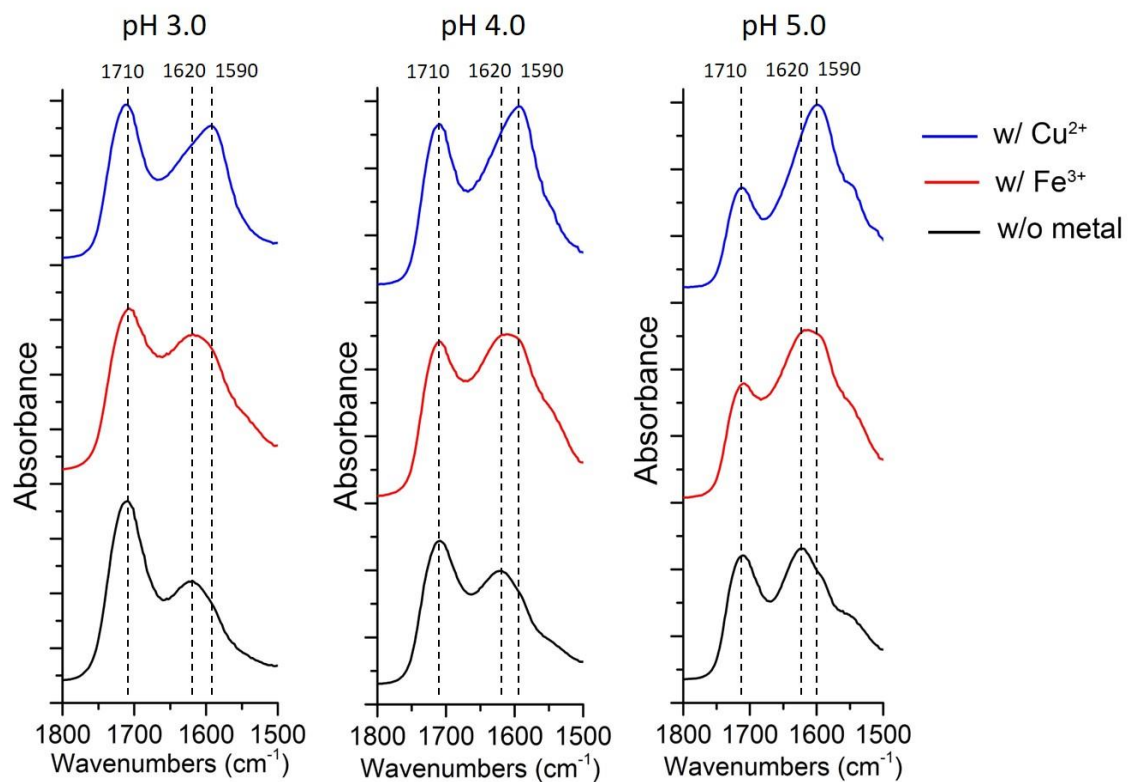 pH 3.0
pH 4.0
pH 5.0
1710 1620 1590
1710 1620 1590
1710 1620 1590
w/ Cu²⁺
w/ Fe³⁺
w/o metal
Absorbance
Absorbance
Absorbance
1800 1700 1600 1500
1800 1700 1600 1500
1800 1700 1600 1500
Wavenumbers (cm⁻¹)
Wavenumbers (cm⁻¹)
Wavenumbers (cm⁻¹)